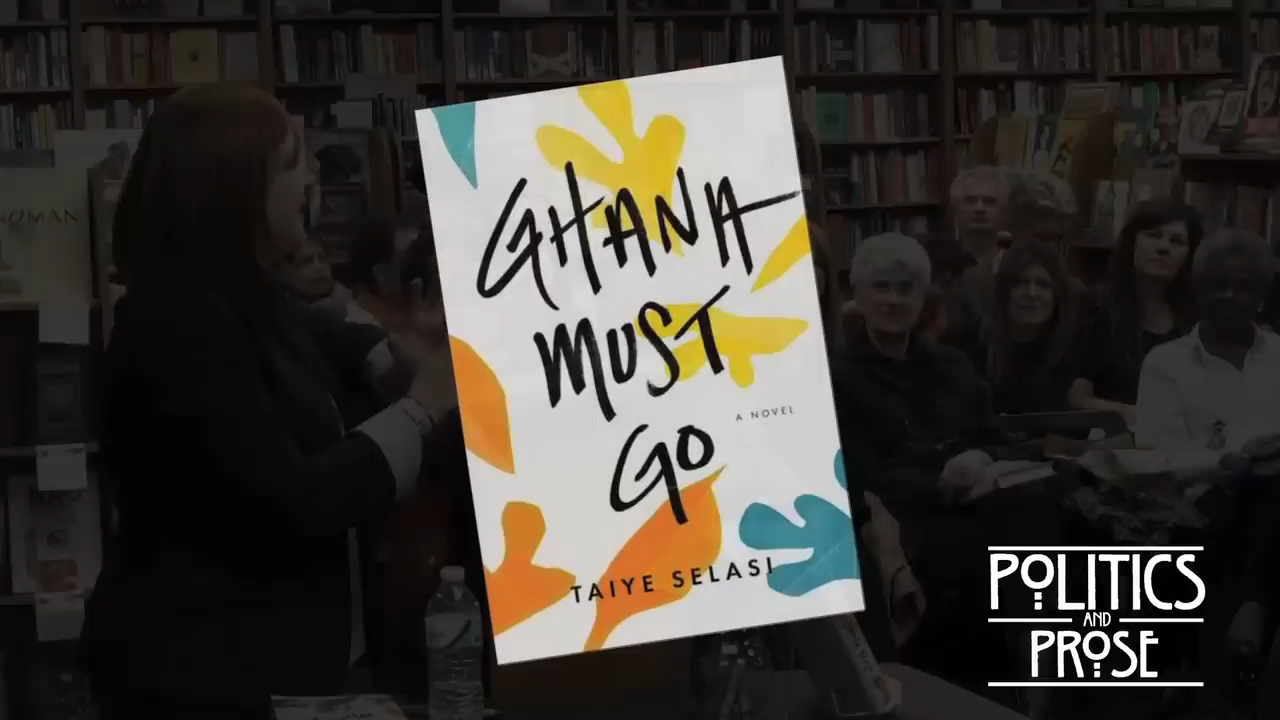 GHANA
MUST
GO
A NOVEL
TAIYE SELASI
POLITICS
AND
PROSE